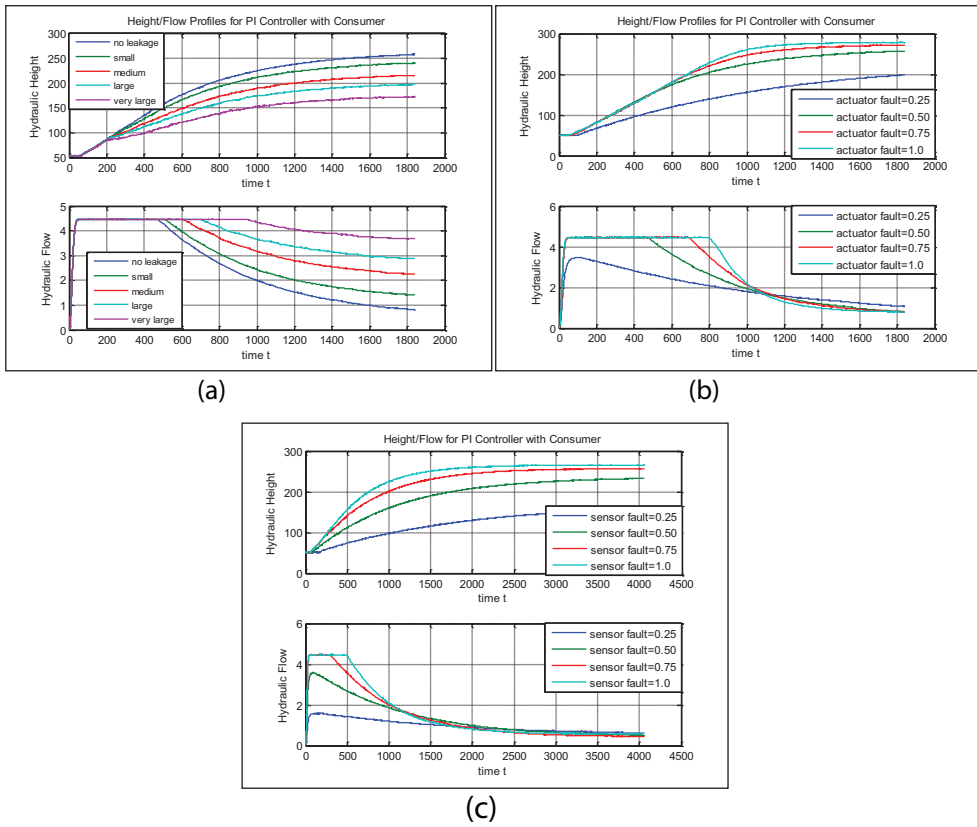 Height/Flow Profiles for PI Controller with Consumer
300
250
200
150
100
50
Hydraulic Height
no leakage
small
medium
large
very large
0 200 400 600 800 1000 1200 1400 1600 1800 2000
time t
5
4
3
2
1
0
Hydraulic Flow
no leakage
small
medium
large
very large
0 200 400 600 800 1000 1200 1400 1600 1800 2000
time t
(a)
Height/Flow Profiles for PI Controller with Consumer
300
200
100
0
Hydraulic Height
actuator fault=0.25
actuator fault=0.50
actuator fault=0.75
actuator fault=1.0
0 200 400 600 800 1000 1200 1400 1600 1800 2000
time t
6
4
2
0
Hydraulic Flow
actuator fault=0.25
actuator fault=0.50
actuator fault=0.75
actuator fault=1.0
0 200 400 600 800 1000 1200 1400 1600 1800 2000
time t
(b)
Height/Flow for PI Controller with Consumer
300
200
100
0
Hydraulic Height
sensor fault=0.25
sensor fault=0.50
sensor fault=0.75
sensor fault=1.0
0 500 1000 1500 2000 2500 3000 3500 4000 4500
time t
6
4
2
0
Hydraulic Flow
sensor fault=0.25
sensor fault=0.50
sensor fault=0.75
sensor fault=1.0
0 500 1000 1500 2000 2500 3000 3500 4000 4500
time t
(c)